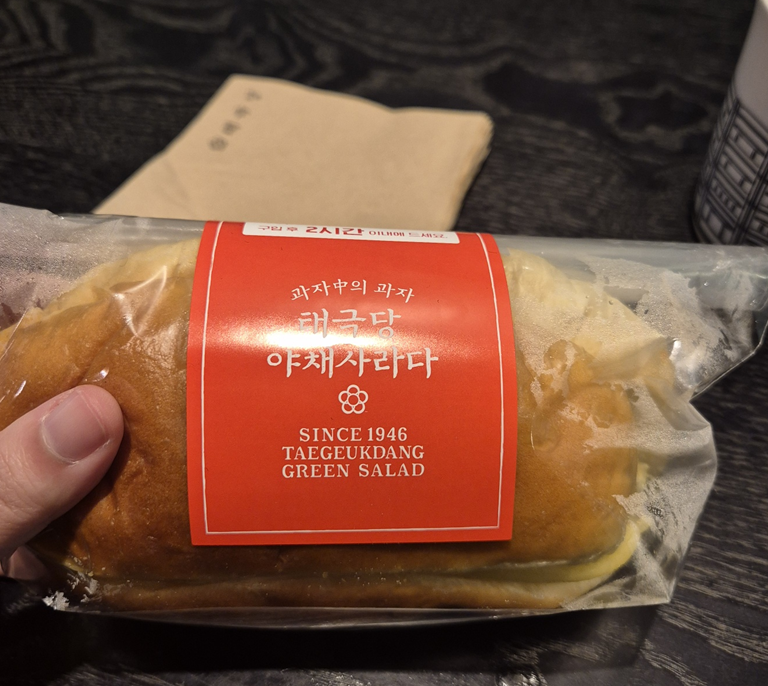 구입 후 2시간 이내에 드세요.
과자中의 과자
태극당
야채사라다
SINCE 1946
TAEGEUKDANG
GREEN SALAD